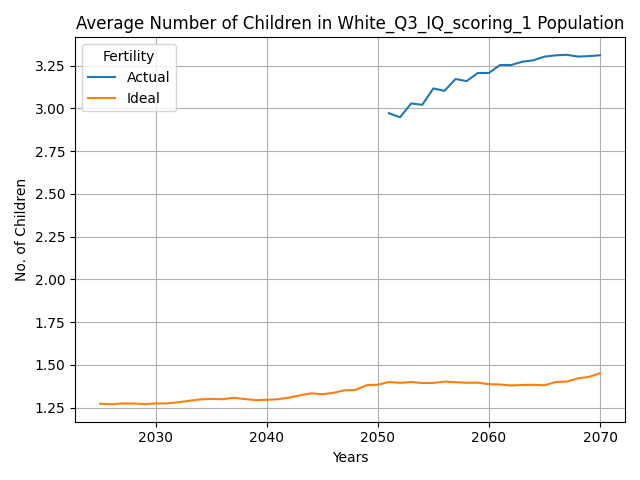 Average Number of Children in White_Q3_IQ_scoring_1 Population
Fertility
Actual
Ideal
3.25
3.00
2.75
2.50
2.25
2.00
1.75
1.50
1.25
No. of Children
2030
2040
2050
2060
2070
Years